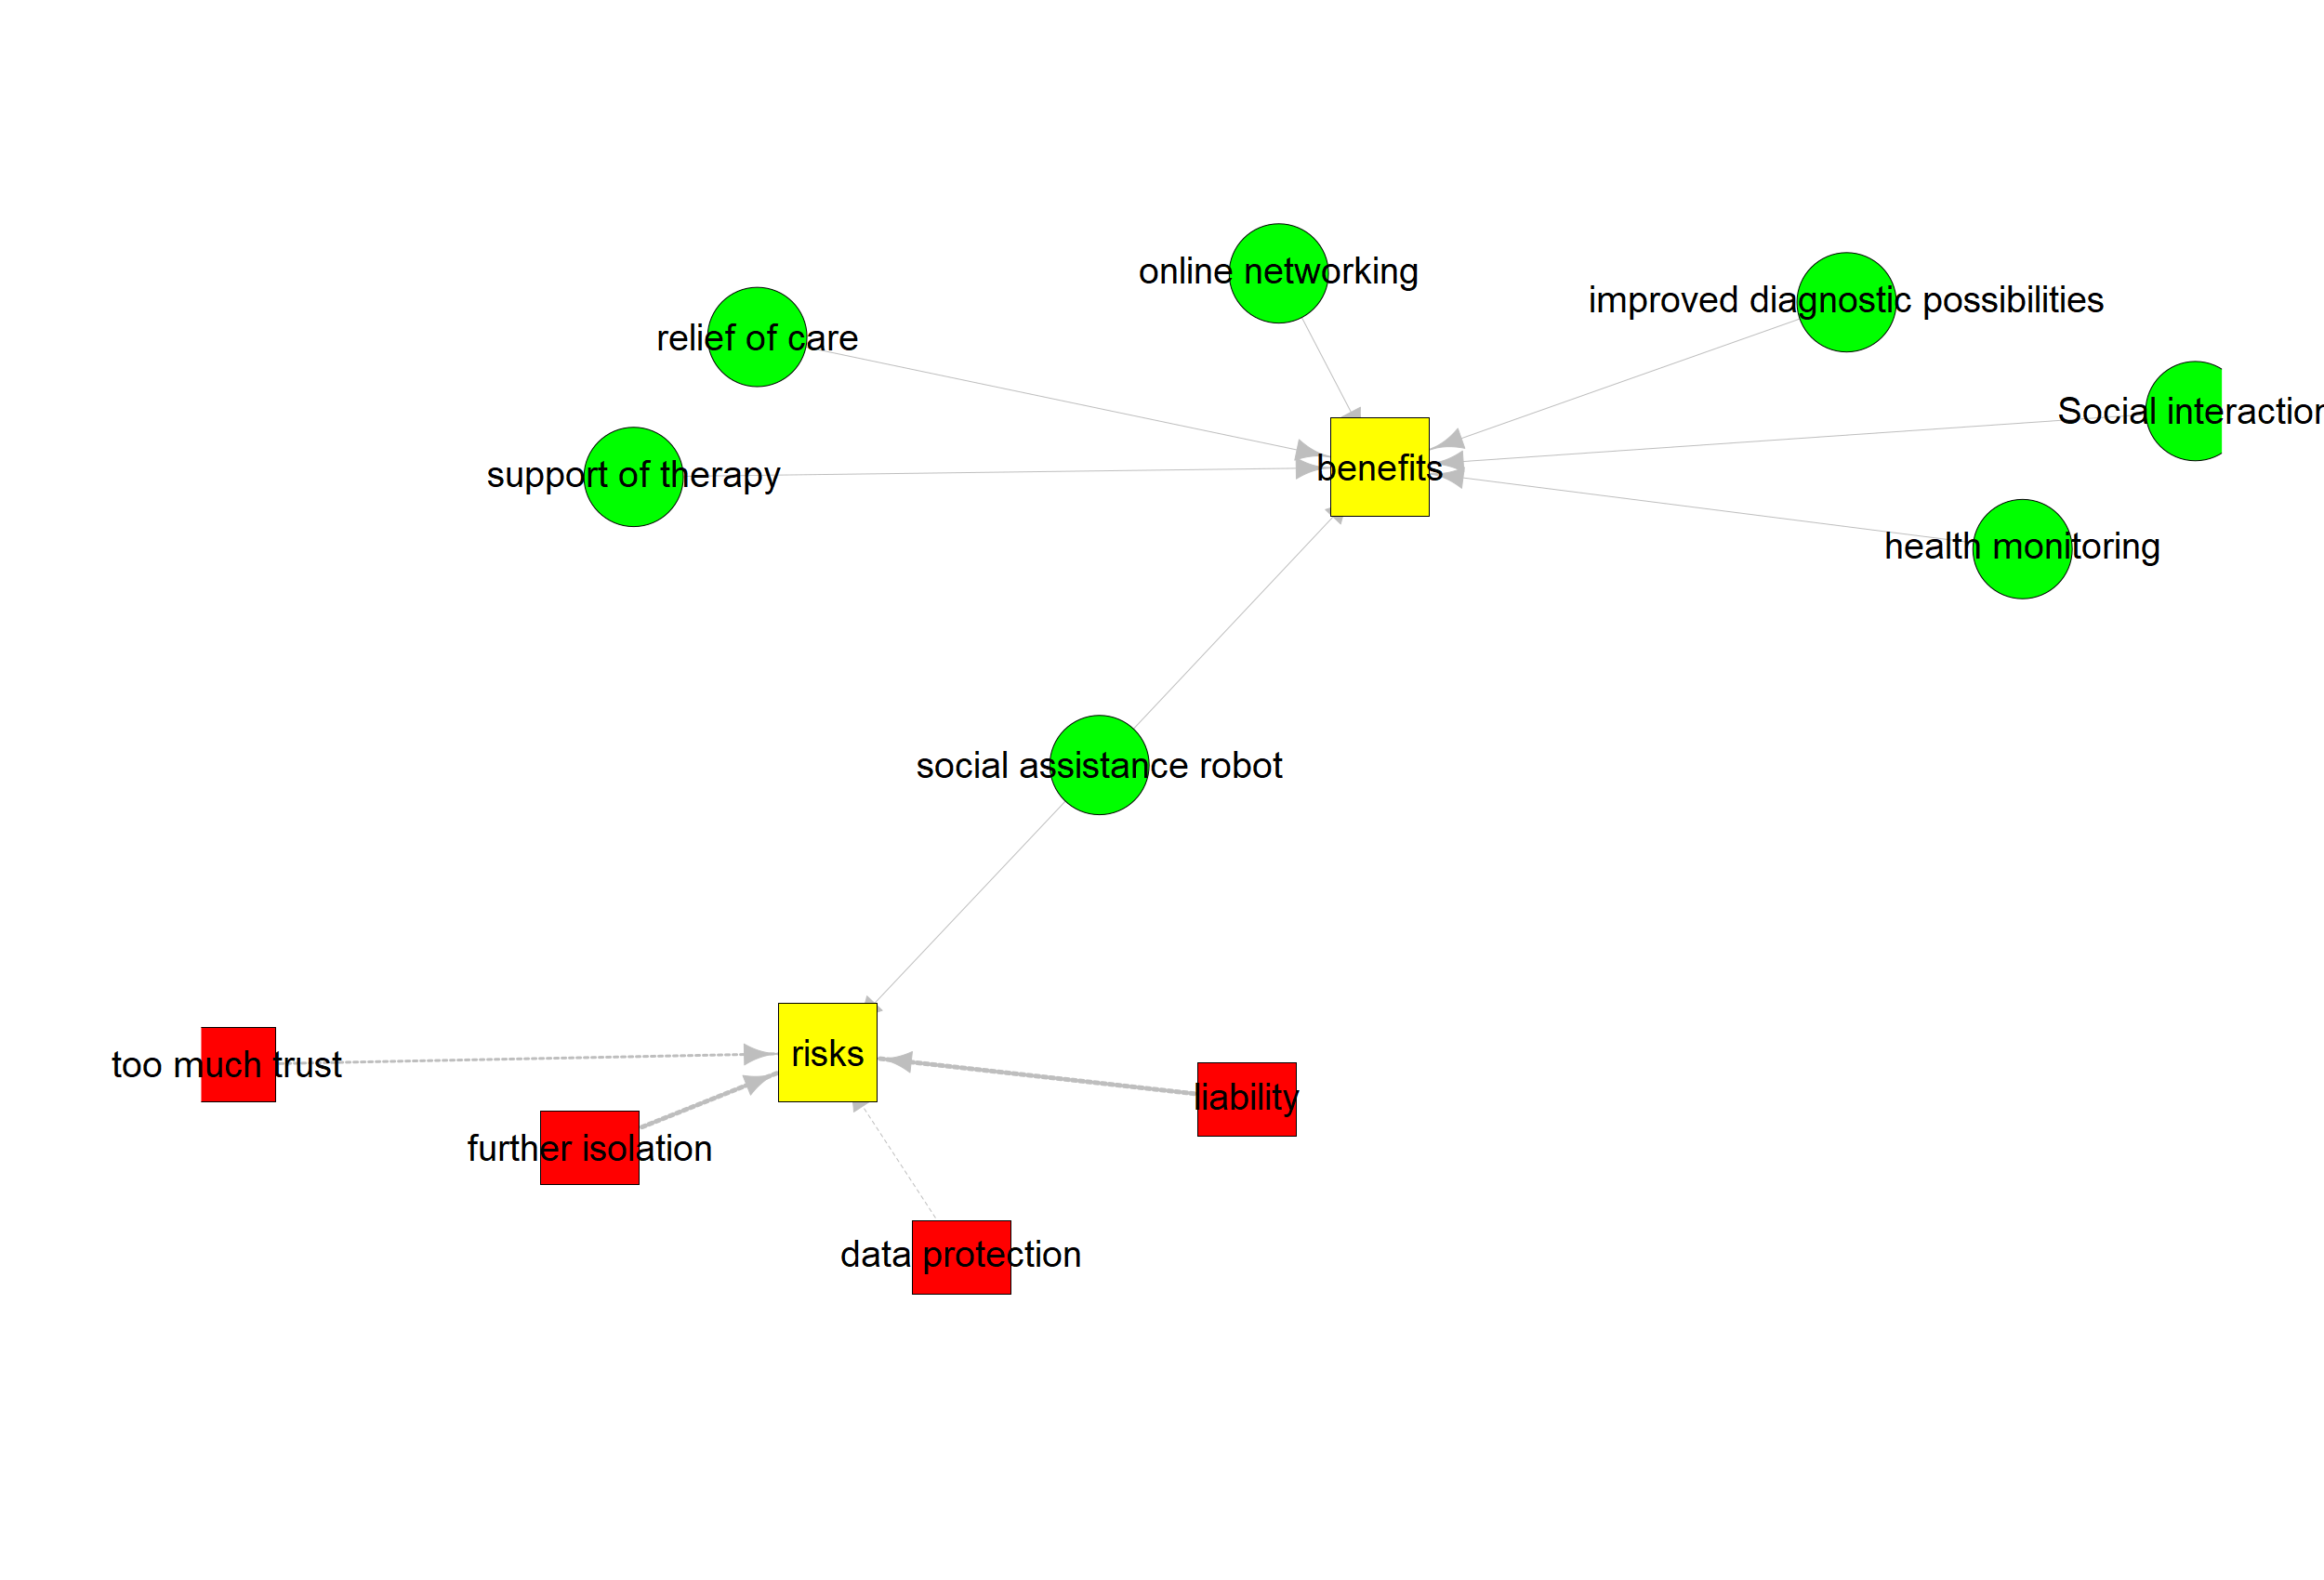 online networking
improved diagnostic possibilities
relief of care
Social interaction
benefits
support of therapy
health monitoring
social assistance robot
risks
too much trust
liability
further isolation
data protection